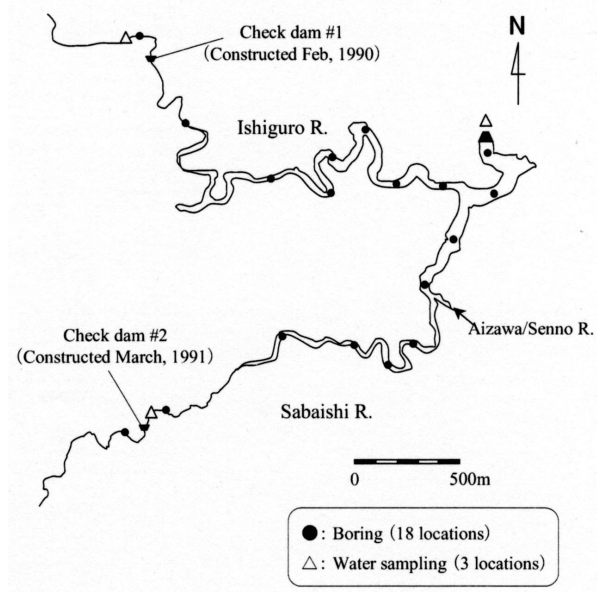 Check dam #1
(Constructed Feb, 1990)
N
Ishiguro R.
Aizawa/Senno R.
Check dam #2
(Constructed March, 1991)
Sabaishi R.
0 500m
●: Boring (18 locations)
△: Water sampling (3 locations)